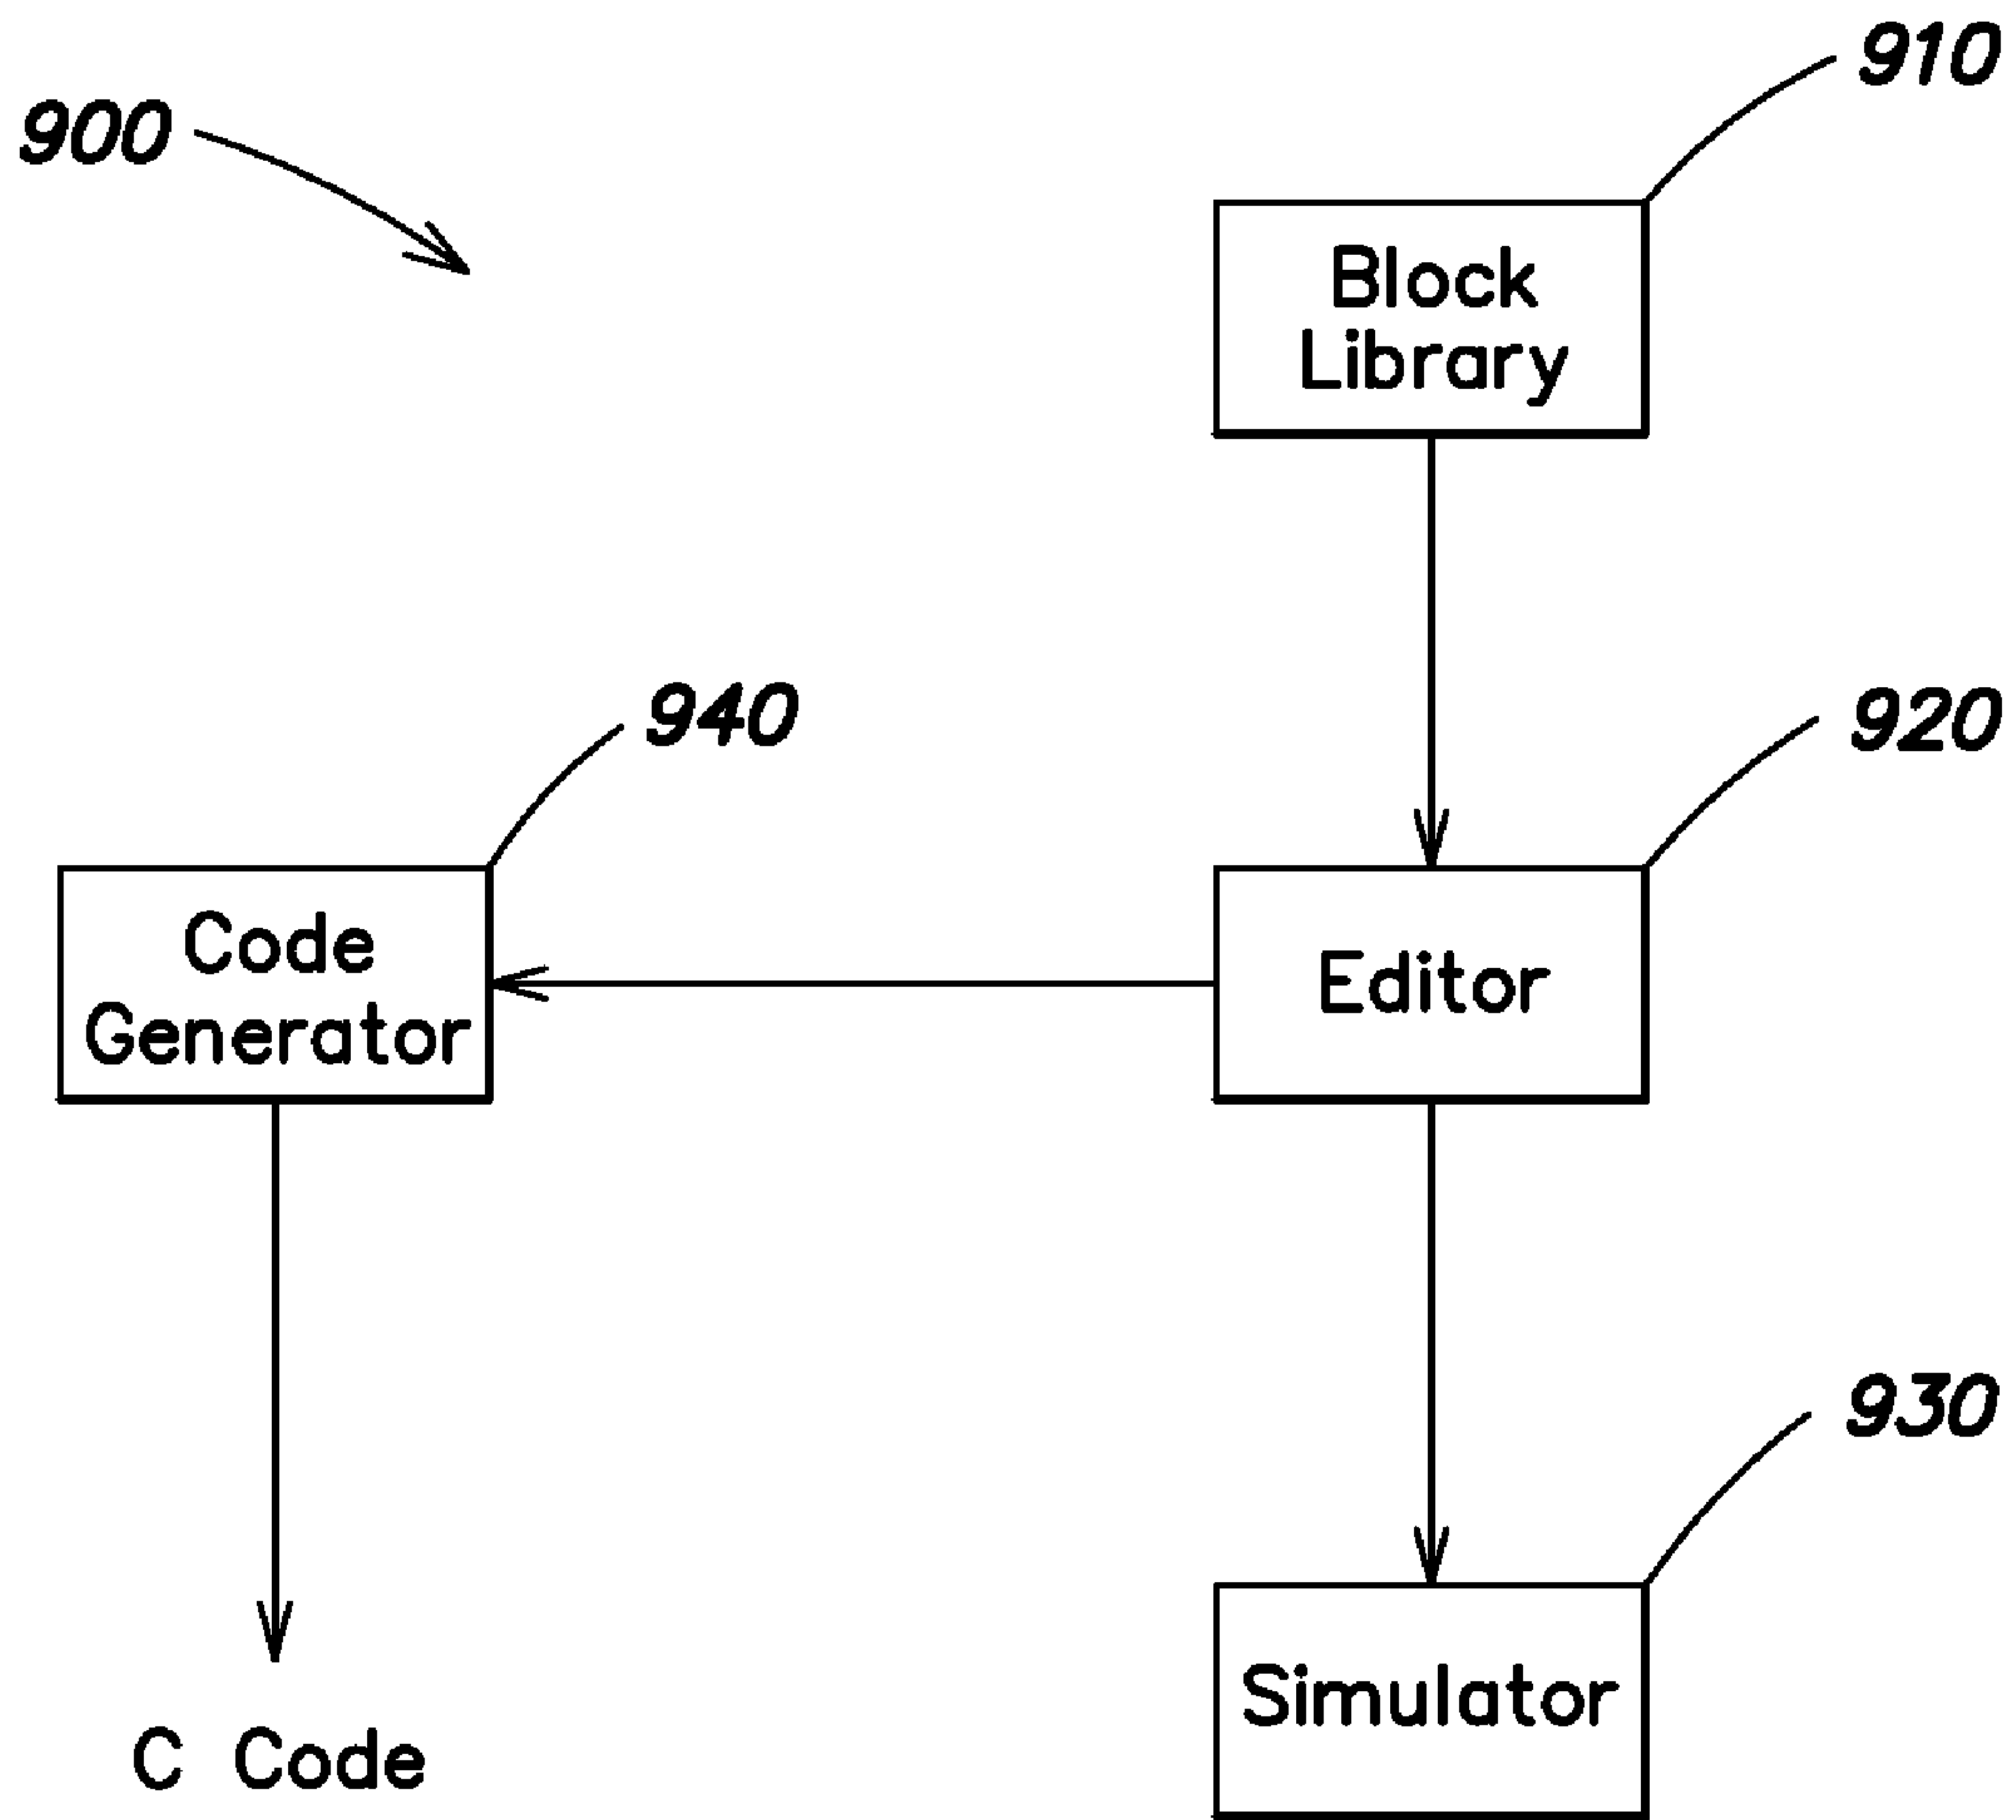 910
900
Block
Library
940
920
Code
Generator
Editor
930
Simulator
C Code